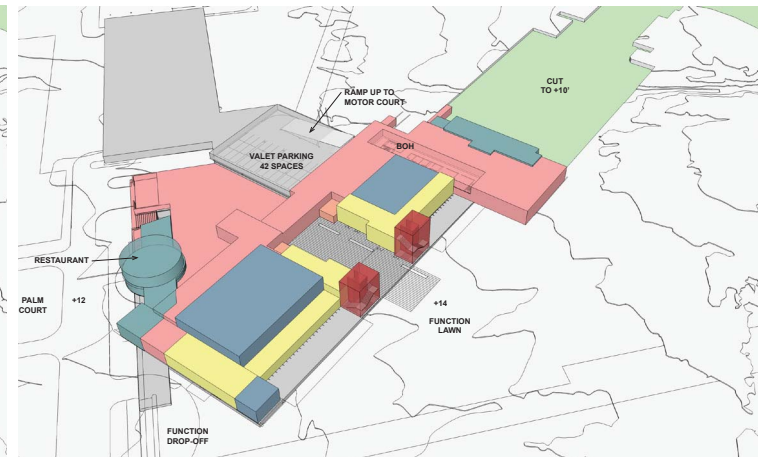 CUT
TO +10'
RAMP UP TO
MOTOR COURT
BOH
VALET PARKING
42 SPACES
RESTAURANT
PALM
COURT
+12
+14
FUNCTION
LAWN
FUNCTION
DROP-OFF